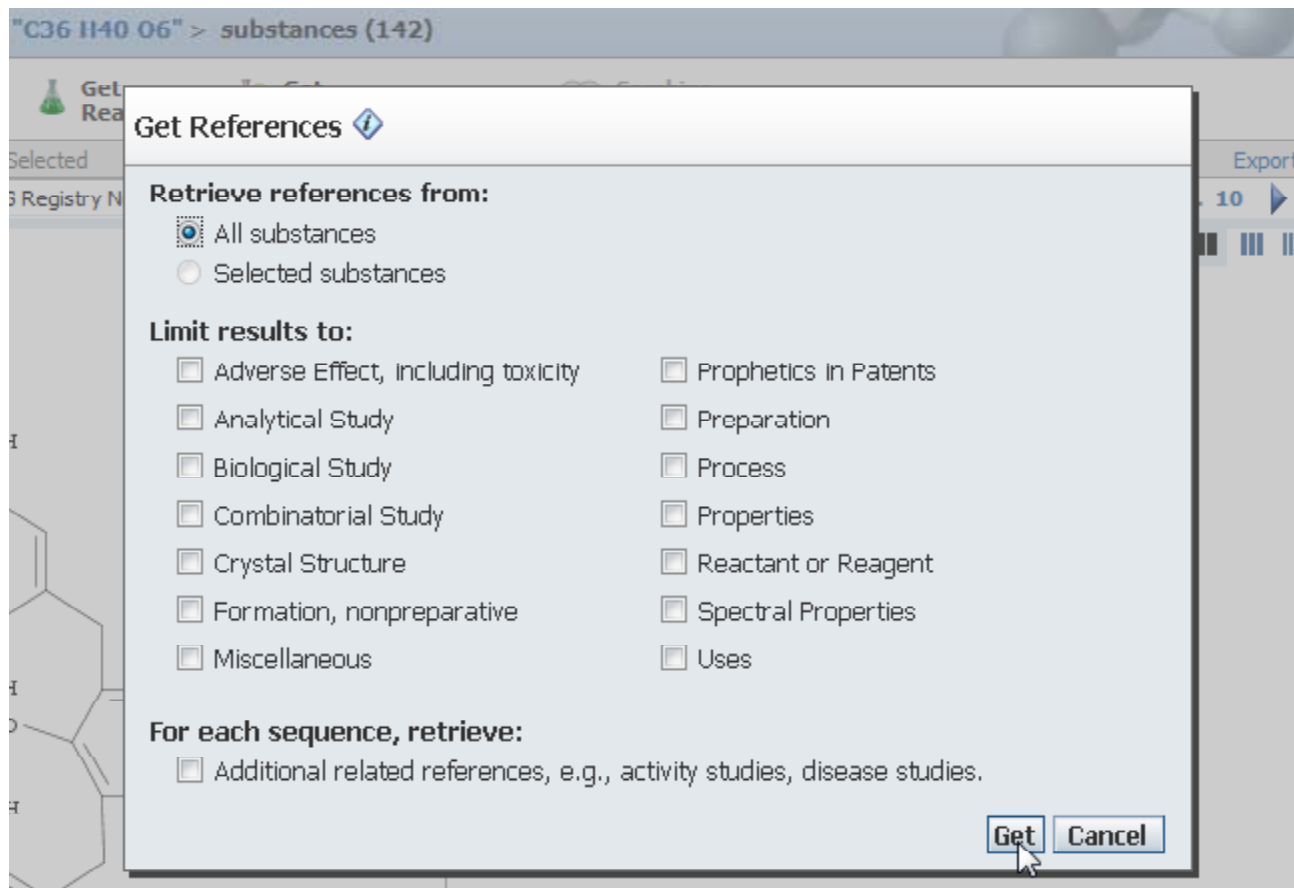 "C36 H40 O6" > substances (142)
Get
Rea
Get References
Selected
Export
S Registry N
10
Retrieve references from:
All substances
Selected substances
Limit results to:
Adverse Effect, including toxicity
Prophetics in Patents
Analytical Study
Preparation
Biological Study
Process
Combinatorial Study
Properties
Crystal Structure
Reactant or Reagent
Formation, nonpreparative
Spectral Properties
Miscellaneous
Uses
For each sequence, retrieve:
Additional related references, e.g., activity studies, disease studies.
Get
Cancel
H
H
O
H